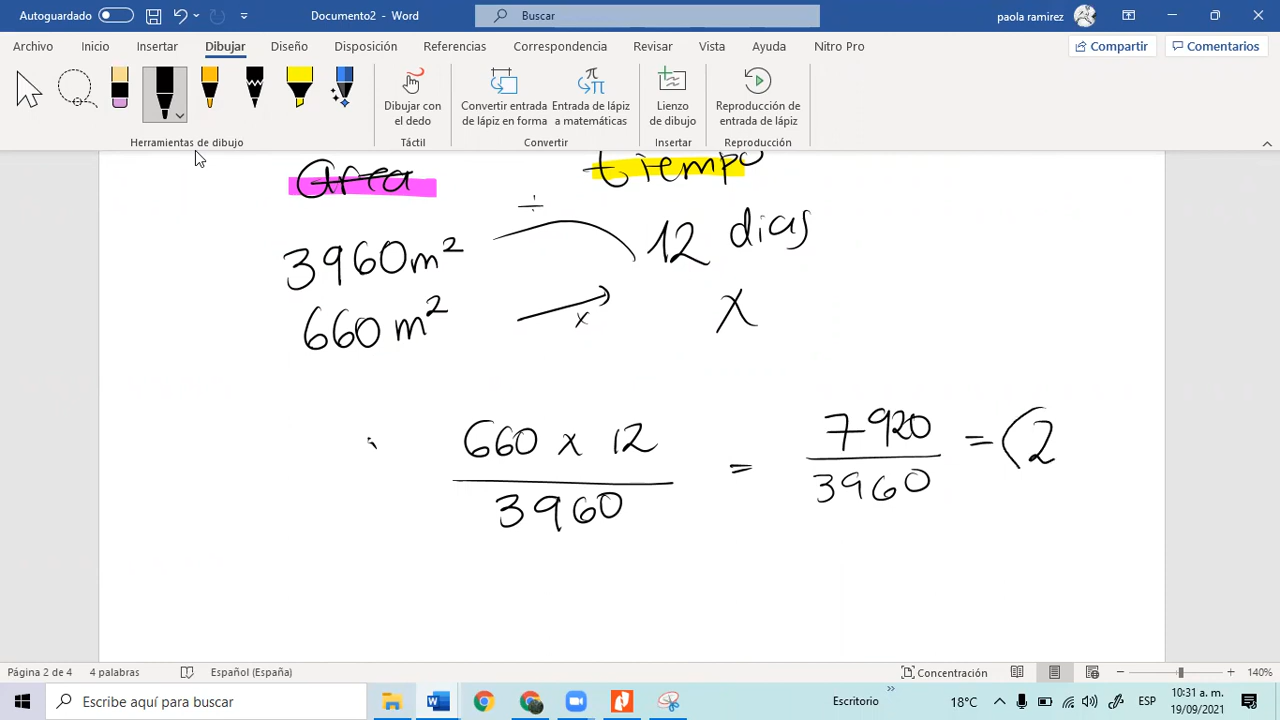 Autoguardado
Documento2 - Word
Buscar
paola ramirez
Archivo Inicio Insertar Dibujar Diseño Disposición Referencias Correspondencia Revisar Vista Ayuda Nitro Pro
Compartir Comentarios
Dibujar con el dedo
Convertir entrada de lápiz en forma
Entrada de lápiz a matemáticas
Lienzo de dibujo
Reproducción de entrada de lápiz
Herramientas de dibujo Táctil Convertir Insertar Reproducción
área tiempo
÷
3960m² 12 dias
660 m² x X
660 x 12 = 7920 = (2
3960 3960
Página 2 de 4 4 palabras Español (España) Concentración 140%
Escribe aquí para buscar
Escritorio » 18°C ESP
10:31 a. m.
19/09/2021